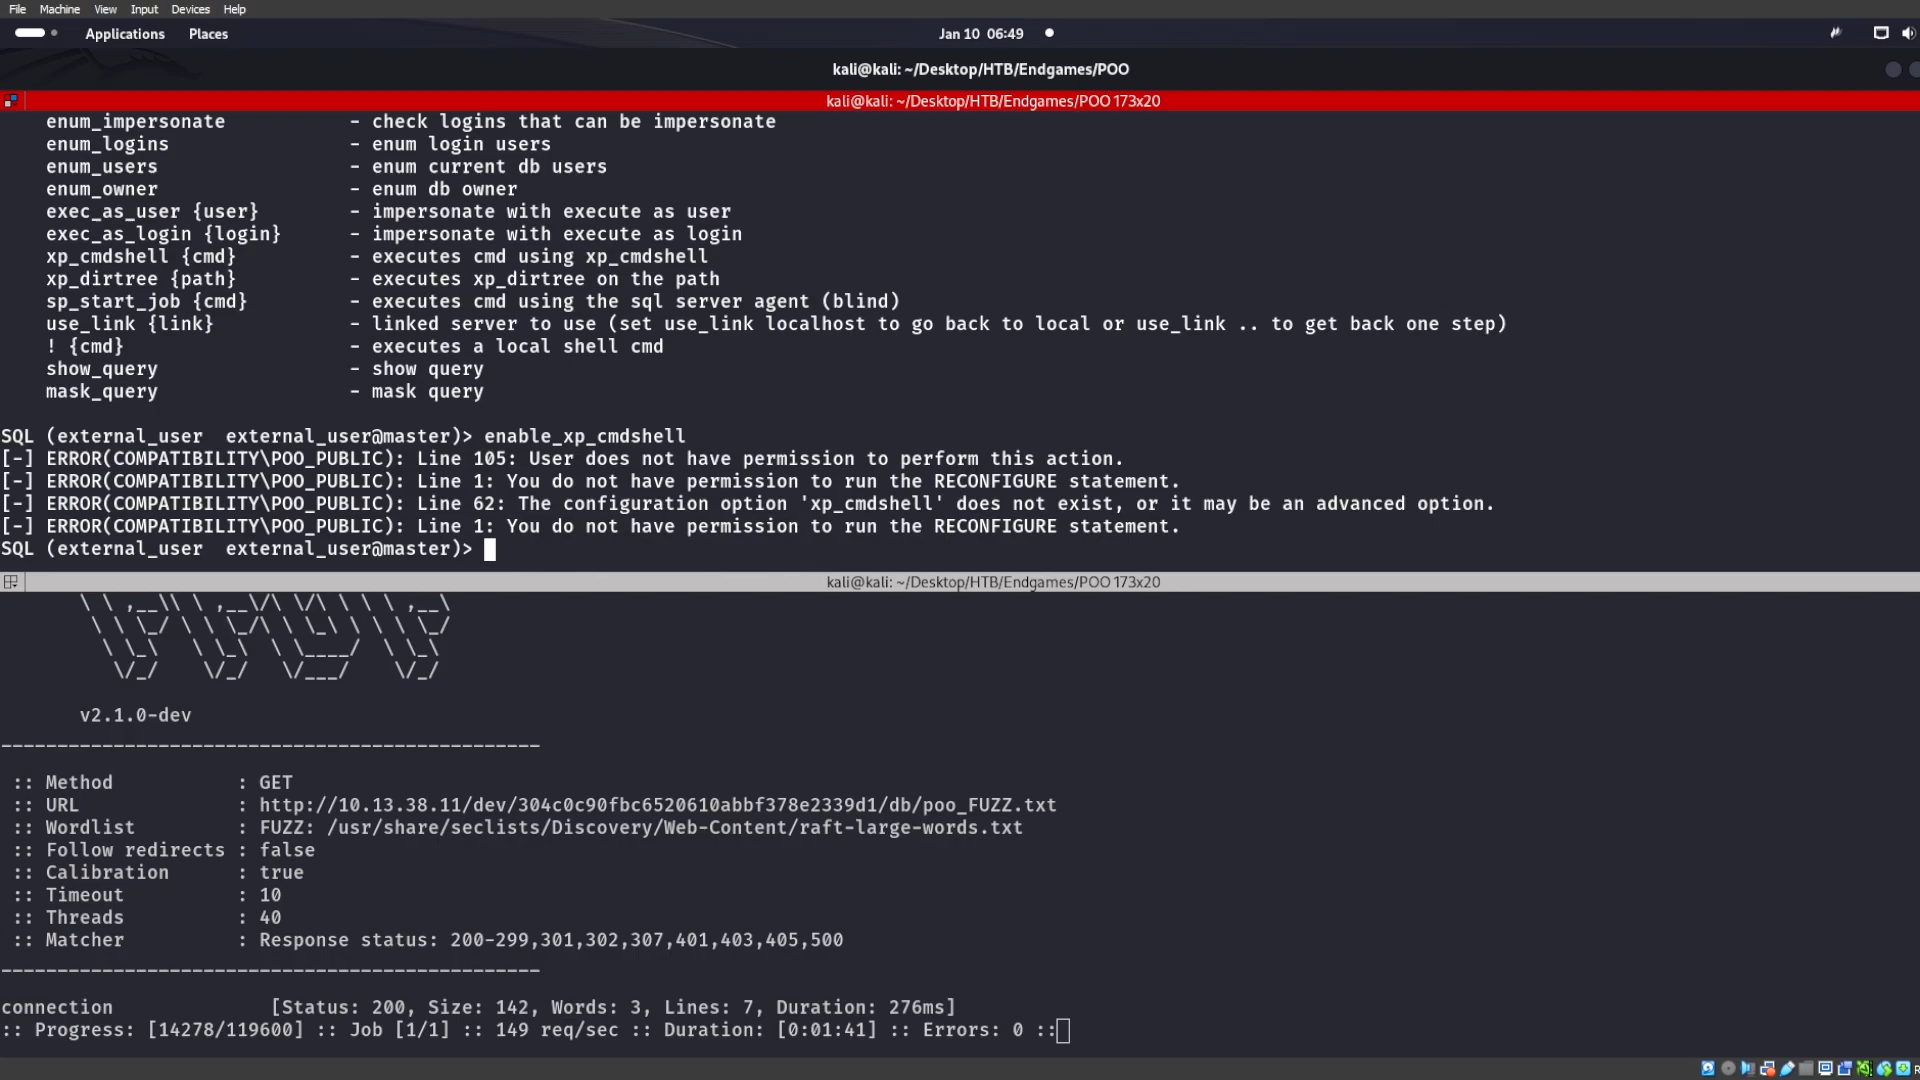 File Machine View Input Devices Help
Applications Places Jan 10 06:49
kali@kali: ~/Desktop/HTB/Endgames/POO
kali@kali: ~/Desktop/HTB/Endgames/POO 173x20
enum_impersonate - check logins that can be impersonate
enum_logins - enum login users
enum_users - enum current db users
enum_owner - enum db owner
exec_as_user {user} - impersonate with execute as user
exec_as_login {login} - impersonate with execute as login
xp_cmdshell {cmd} - executes cmd using xp_cmdshell
xp_dirtree {path} - executes xp_dirtree on the path
sp_start_job {cmd} - executes cmd using the sql server agent (blind)
use_link {link} - linked server to use (set use_link localhost to go back to local or use_link .. to get back one step)
! {cmd} - executes a local shell cmd
show_query - show query
mask_query - mask query
SQL (external_user  external_user@master)> enable_xp_cmdshell
[-] ERROR(COMPATIBILITY\POO_PUBLIC): Line 105: User does not have permission to perform this action.
[-] ERROR(COMPATIBILITY\POO_PUBLIC): Line 1: You do not have permission to run the RECONFIGURE statement.
[-] ERROR(COMPATIBILITY\POO_PUBLIC): Line 62: The configuration option 'xp_cmdshell' does not exist, or it may be an advanced option.
[-] ERROR(COMPATIBILITY\POO_PUBLIC): Line 1: You do not have permission to run the RECONFIGURE statement.
SQL (external_user  external_user@master)>
kali@kali: ~/Desktop/HTB/Endgames/POO 173x20
v2.1.0-dev
________________________________________________
:: Method : GET
:: URL : http://10.13.38.11/dev/304c0c90fbc6520610abbf378e2339d1/db/poo_FUZZ.txt
:: Wordlist : FUZZ: /usr/share/seclists/Discovery/Web-Content/raft-large-words.txt
:: Follow redirects : false
:: Calibration : true
:: Timeout : 10
:: Threads : 40
:: Matcher : Response status: 200-299,301,302,307,401,403,405,500
________________________________________________
connection [Status: 200, Size: 142, Words: 3, Lines: 7, Duration: 276ms]
:: Progress: [14278/119600] :: Job [1/1] :: 149 req/sec :: Duration: [0:01:41] :: Errors: 0 ::